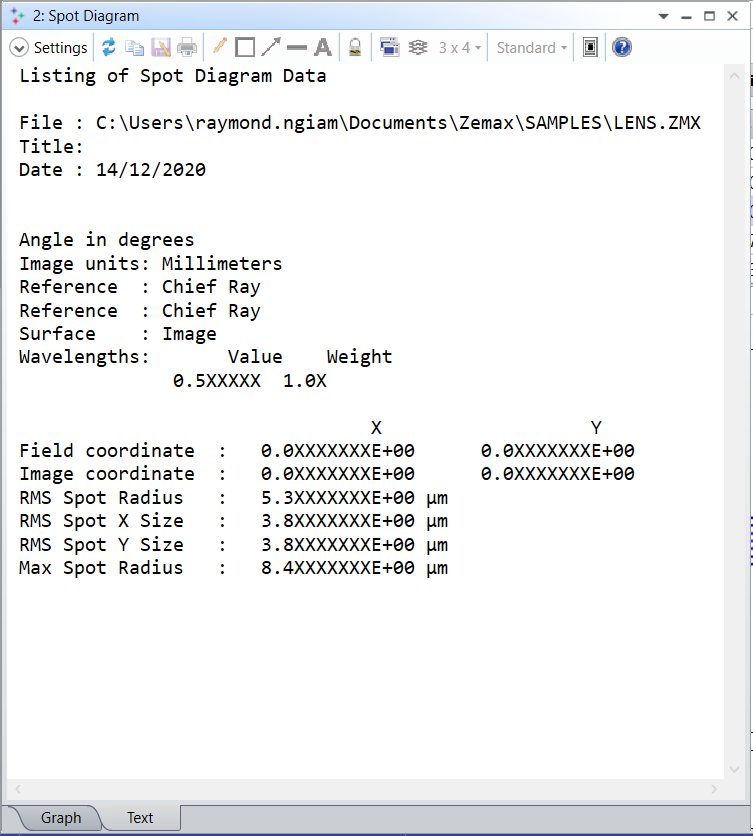 2: Spot Diagram
Settings
3 x 4
Standard
Listing of Spot Diagram Data
File : C:\Users\raymond.ngiam\Documents\Zemax\SAMPLES\LENS.ZMX
Title:
Date : 14/12/2020
Angle in degrees
Image units: Millimeters
Reference : Chief Ray
Reference : Chief Ray
Surface : Image
Wavelengths: Value Weight
0.5XXXXX 1.0X
X Y
Field coordinate : 0.0XXXXXXXE+00 0.0XXXXXXXE+00
Image coordinate : 0.0XXXXXXXE+00 0.0XXXXXXXE+00
RMS Spot Radius : 5.3XXXXXXXE+00 µm
RMS Spot X Size : 3.8XXXXXXXE+00 µm
RMS Spot Y Size : 3.8XXXXXXXE+00 µm
Max Spot Radius : 8.4XXXXXXXE+00 µm
Graph Text